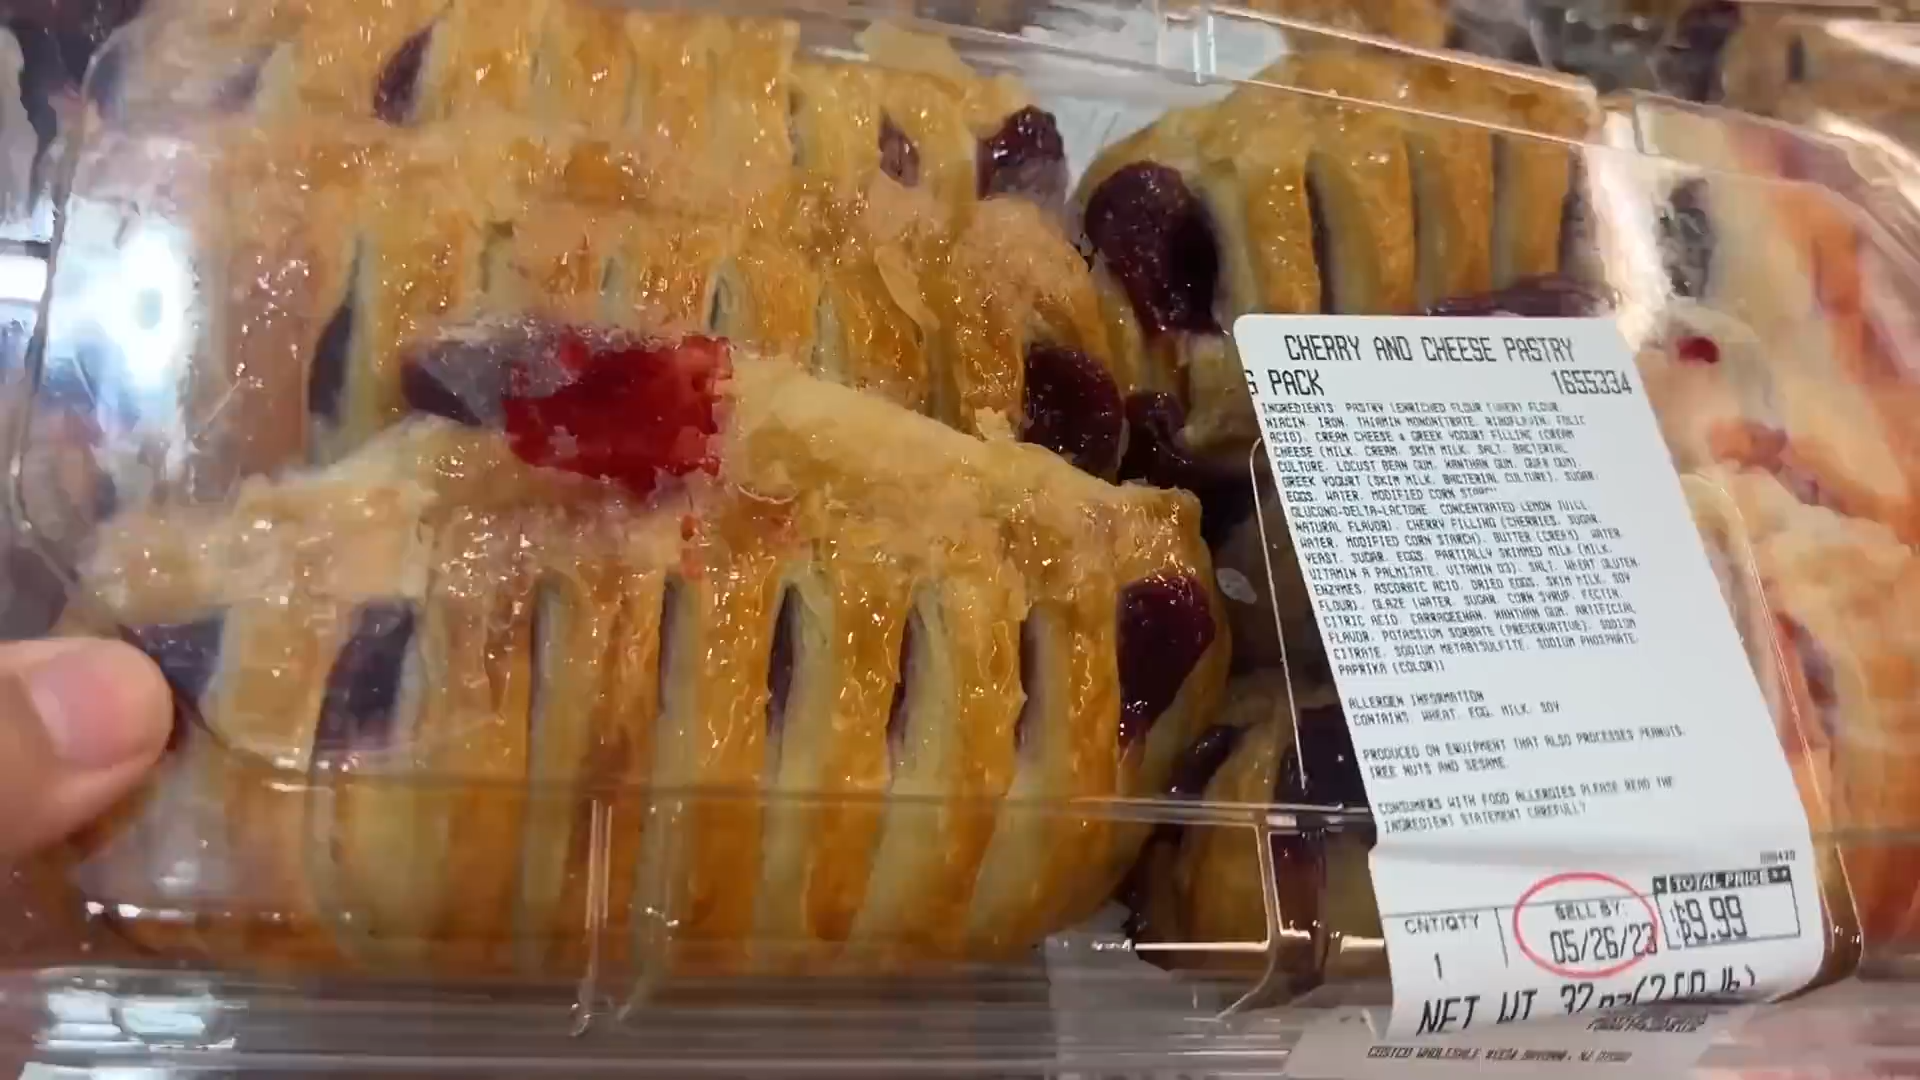 CHERRY AND CHEESE PASTRY
PACK 1655334
INGREDIENTS: PASTRY (ENRICHED FLOUR (WHEAT FLOUR,
NIACIN, IRON, THIAMIN MONONITRATE, RIBOFLAVIN, FOLIC
ACID), CREAM CHEESE & GREEK YOGURT FILLING (CREAM
CHEESE (MILK, CREAM, SKIM MILK, SALT, BACTERIAL
CULTURE, LOCUST BEAN GUM, XANTHAN GUM, GUAR GUM),
GREEK YOGURT (SKIM MILK, BACTERIAL CULTURE), SUGAR,
EGGS, WATER, MODIFIED CORN STARCH
GLUCONO-DELTA-LACTONE, CONCENTRATED LEMON JUICE,
NATURAL FLAVOR), CHERRY FILLING (CHERRIES, SUGAR,
WATER, MODIFIED CORN STARCH), BUTTER (CREAM), WATER,
YEAST, SUGAR, EGGS, PARTIALLY SKIMMED MILK (MILK,
VITAMIN A PALMITATE, VITAMIN D3), SALT, WHEAT GLUTEN,
ENZYMES, ASCORBIC ACID, DRIED EGGS, SKIM MILK, SOY
FLOUR), GLAZE (WATER, SUGAR, CORN SYRUP, PECTIN,
CITRIC ACID, CARRAGEENAN, XANTHAN GUM, ARTIFICIAL
FLAVOR, POTASSIUM SORBATE (PRESERVATIVE), SODIUM
CITRATE, SODIUM METABISULFITE, SODIUM PHOSPHATE,
PAPRIKA (COLOR))
ALLERGEN INFORMATION
CONTAINS: WHEAT, EGG, MILK, SOY
PRODUCED ON EQUIPMENT THAT ALSO PROCESSES PEANUTS,
TREE NUTS AND SESAME.
CONSUMERS WITH FOOD ALLERGIES PLEASE READ THE
INGREDIENT STATEMENT CAREFULLY
TOTAL PRICE
CNT/QTY SELL BY: $9.99
1 05/26/23
NET WT 32 oz (2.00 lb)
COSTCO WHOLESALE